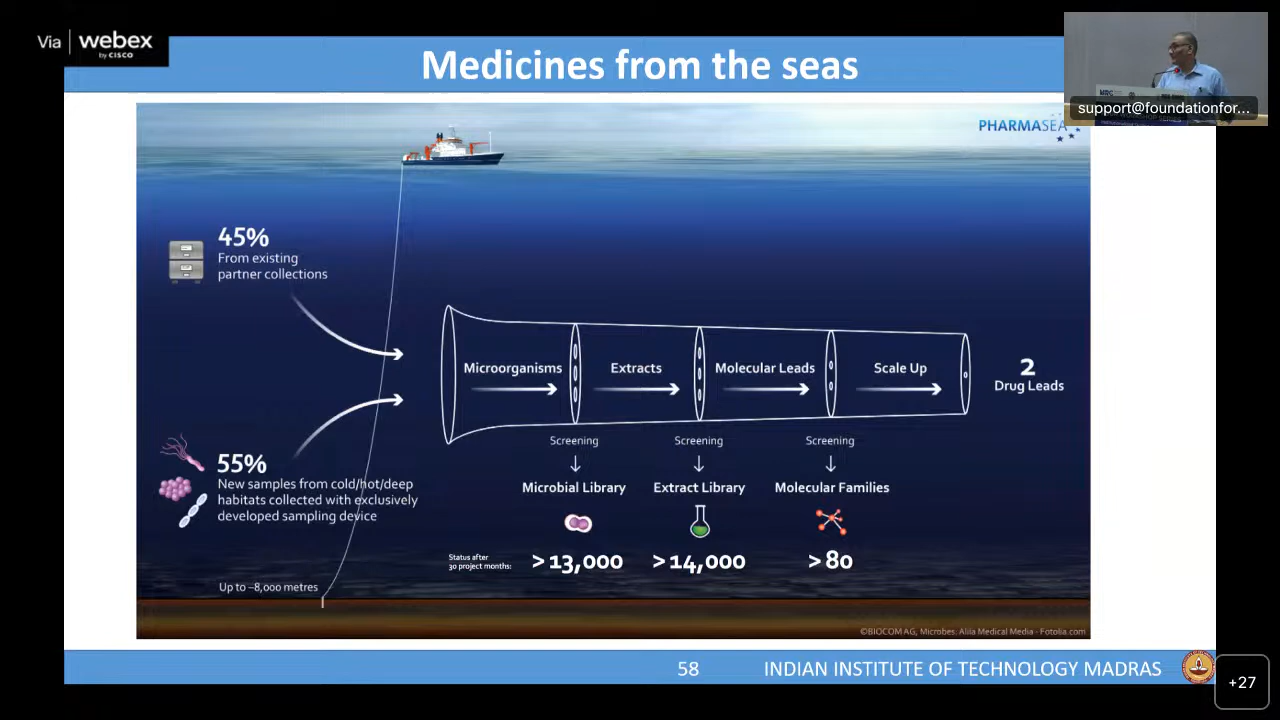 Via webex
by CISCO
Medicines from the seas
support@foundationfor...
PHARMASEA
45%
From existing
partner collections
Microorganisms
Extracts
Molecular Leads
Scale Up
2
Drug Leads
55%
New samples from cold/hot/deep
habitats collected with exclusively
developed sampling device
Screening
Screening
Screening
Microbial Library
Extract Library
Molecular Families
Status after
30 project months:
>13,000
>14,000
>80
Up to –8,000 metres
©BIOCOM AG, Microbes: Alila Medical Media - Fotolia.com
58
INDIAN INSTITUTE OF TECHNOLOGY MADRAS
+27